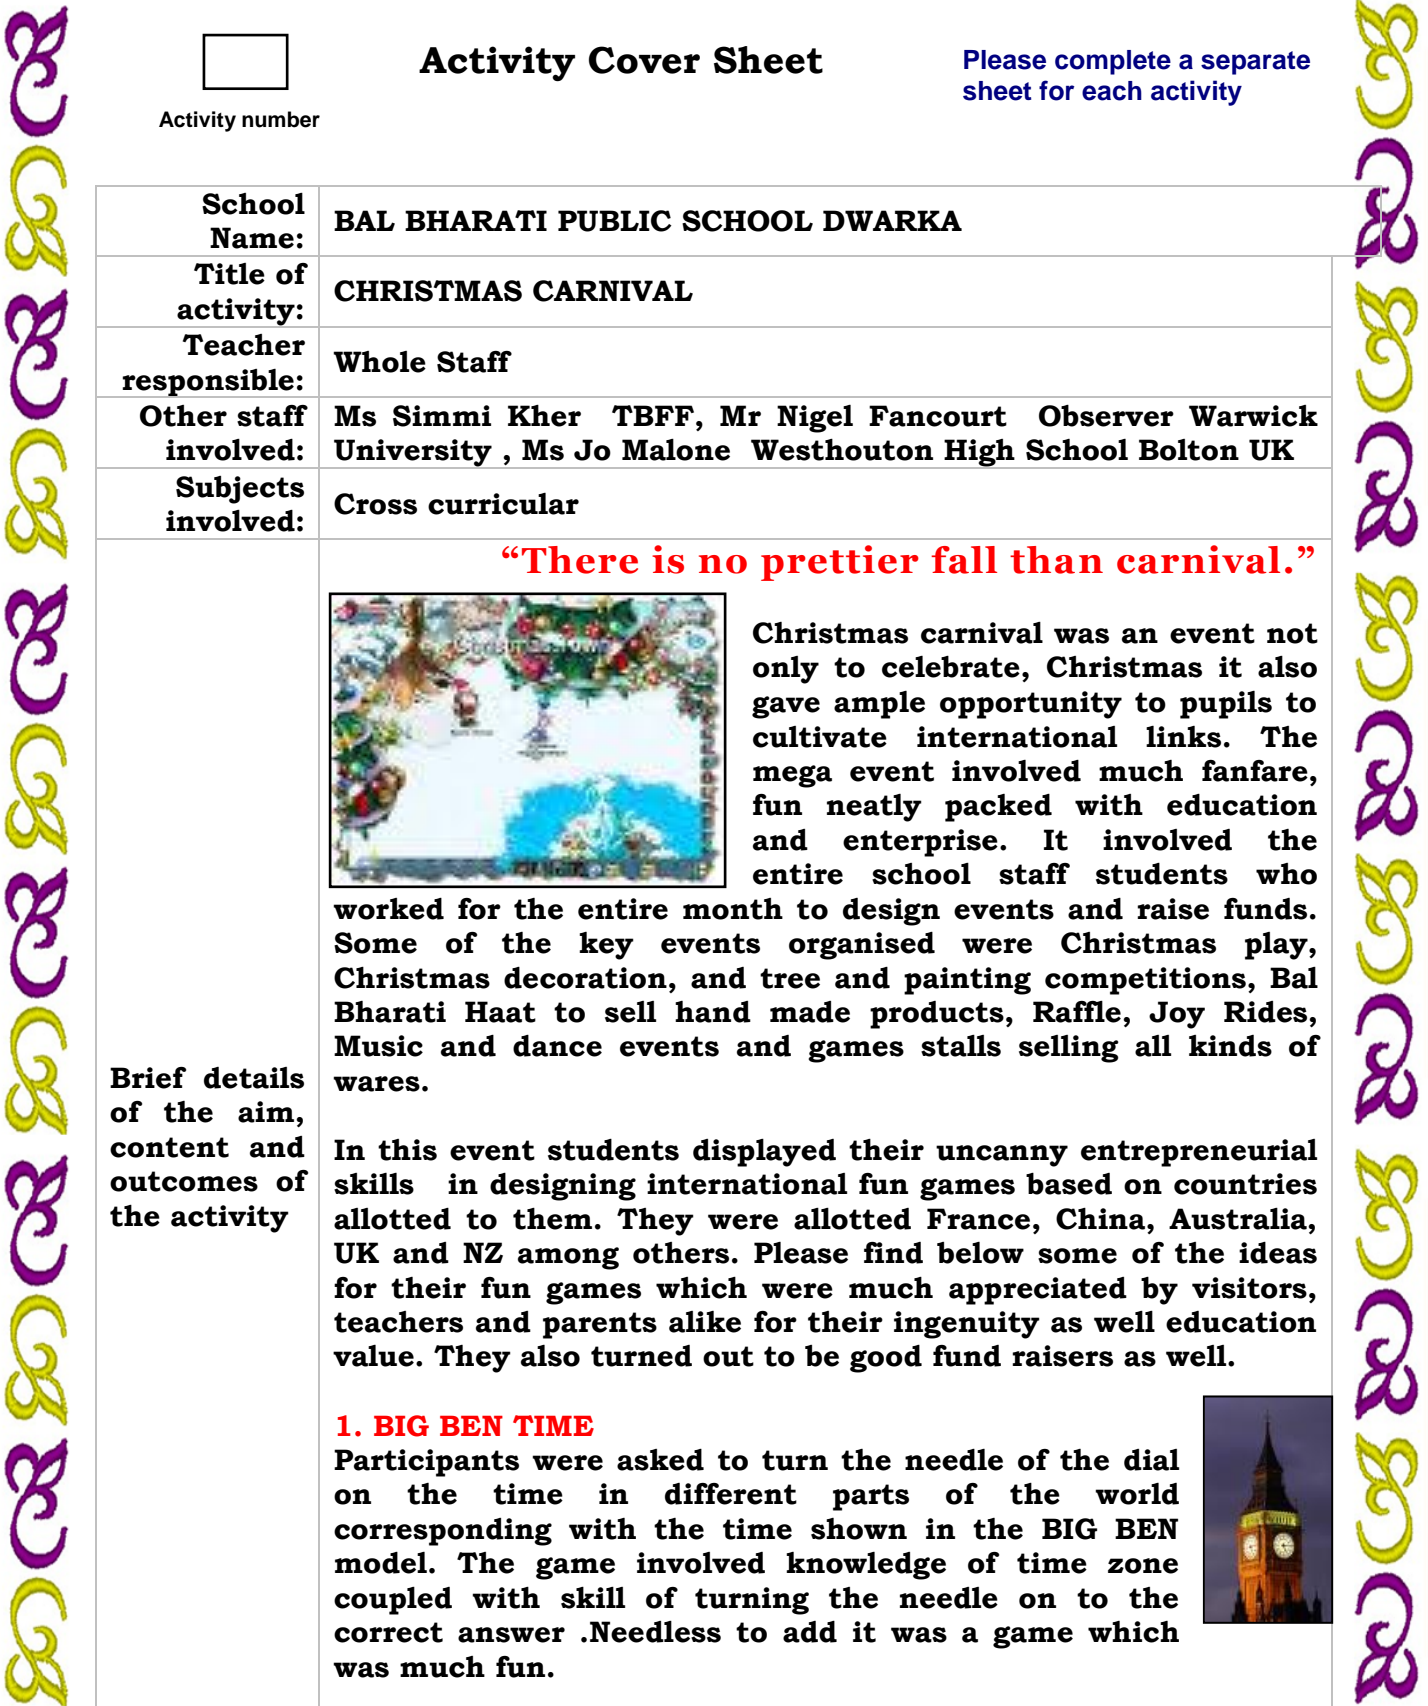 Activity Cover Sheet
Please complete a separate
sheet for each activity
Activity number
School
Name:
BAL BHARATI PUBLIC SCHOOL DWARKA
Title of
activity:
CHRISTMAS CARNIVAL
Teacher
responsible:
Whole Staff
Other staff
involved:
Ms Simmi Kher TBFF, Mr Nigel Fancourt Observer Warwick
University , Ms Jo Malone Westhouton High School Bolton UK
Subjects
involved:
Cross curricular
Brief details
of the aim,
content and
outcomes of
the activity
“There is no prettier fall than carnival.”
Christmas carnival was an event not
only to celebrate, Christmas it also
gave ample opportunity to pupils to
cultivate international links. The
mega event involved much fanfare,
fun neatly packed with education
and enterprise. It involved the
entire school staff students who
worked for the entire month to design events and raise funds.
Some of the key events organised were Christmas play,
Christmas decoration, and tree and painting competitions, Bal
Bharati Haat to sell hand made products, Raffle, Joy Rides,
Music and dance events and games stalls selling all kinds of
wares.
In this event students displayed their uncanny entrepreneurial
skills in designing international fun games based on countries
allotted to them. They were allotted France, China, Australia,
UK and NZ among others. Please find below some of the ideas
for their fun games which were much appreciated by visitors,
teachers and parents alike for their ingenuity as well education
value. They also turned out to be good fund raisers as well.
1. BIG BEN TIME
Participants were asked to turn the needle of the dial
on the time in different parts of the world
corresponding with the time shown in the BIG BEN
model. The game involved knowledge of time zone
coupled with skill of turning the needle on to the
correct answer .Needless to add it was a game which
was much fun.